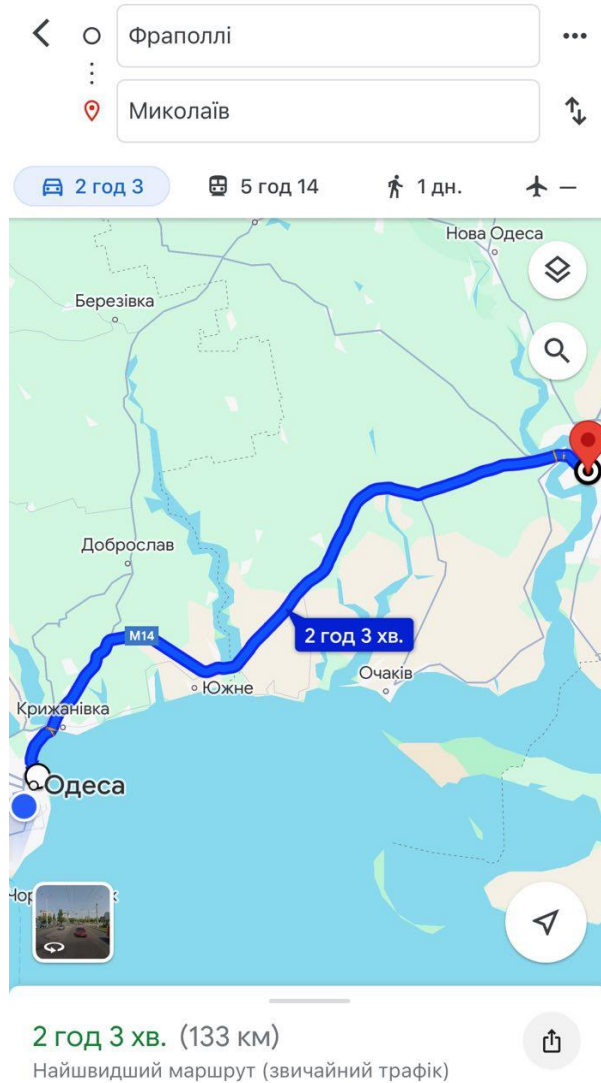 Фраполлі
Миколаїв
2 год 3
5 год 14
1 дн.
—
Нова Одеса
Березівка
Доброслав
M14
2 год 3 хв.
Южне
Очаків
Крижанівка
Одеса
2 год 3 хв. (133 км)
Найшвидший маршрут (звичайний трафік)